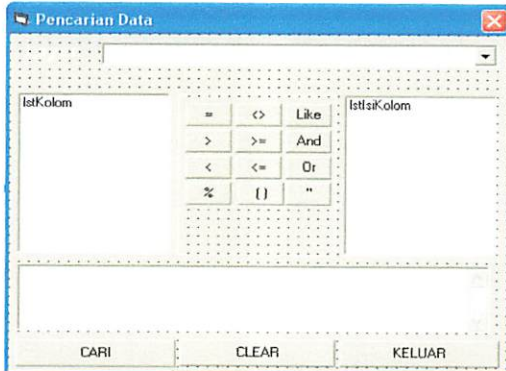 Pencarian Data
lstKolom
= <> Like
> >= And
< <= Or
% () "
lstIsiKolom
CARI CLEAR KELUAR